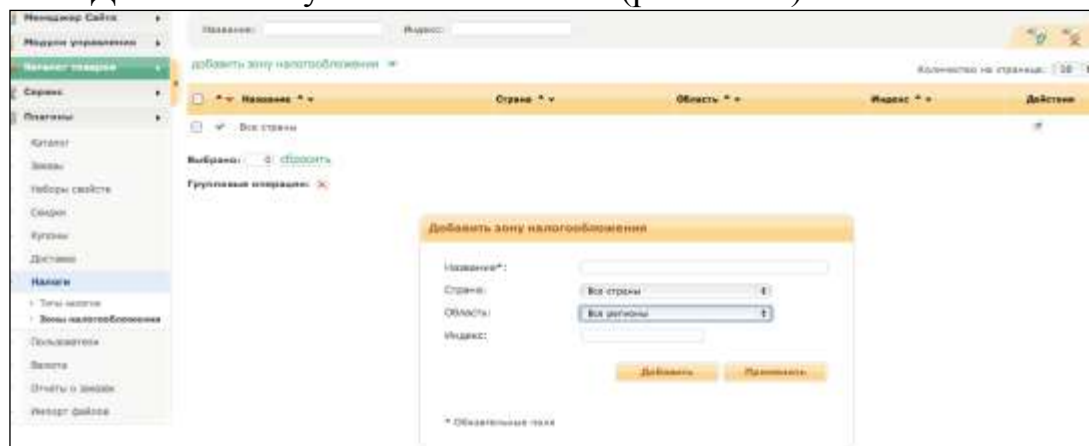 Менеджер Сайта
Название:
Индекс:
Модули управления
добавить зону налогообложения
Количество на странице: 10
Каталог товаров
Сервис
Название
Страна
Область
Индекс
Действия
Плагины
Все страны
Каталог
Выбрано: 0 сбросить
Заказы
Групповые операции:
Наборы свойств
Скидки
Добавить зону налогообложения
Купоны
Доставка
Название*:
Налоги
Страна: Все страны
Типы налогов
Область: Все регионы
Зоны налогообложения
Индекс:
Пользователи
Валюта
Добавить
Применить
Отчеты о заказах
Импорт файлов
* Обязательные поля